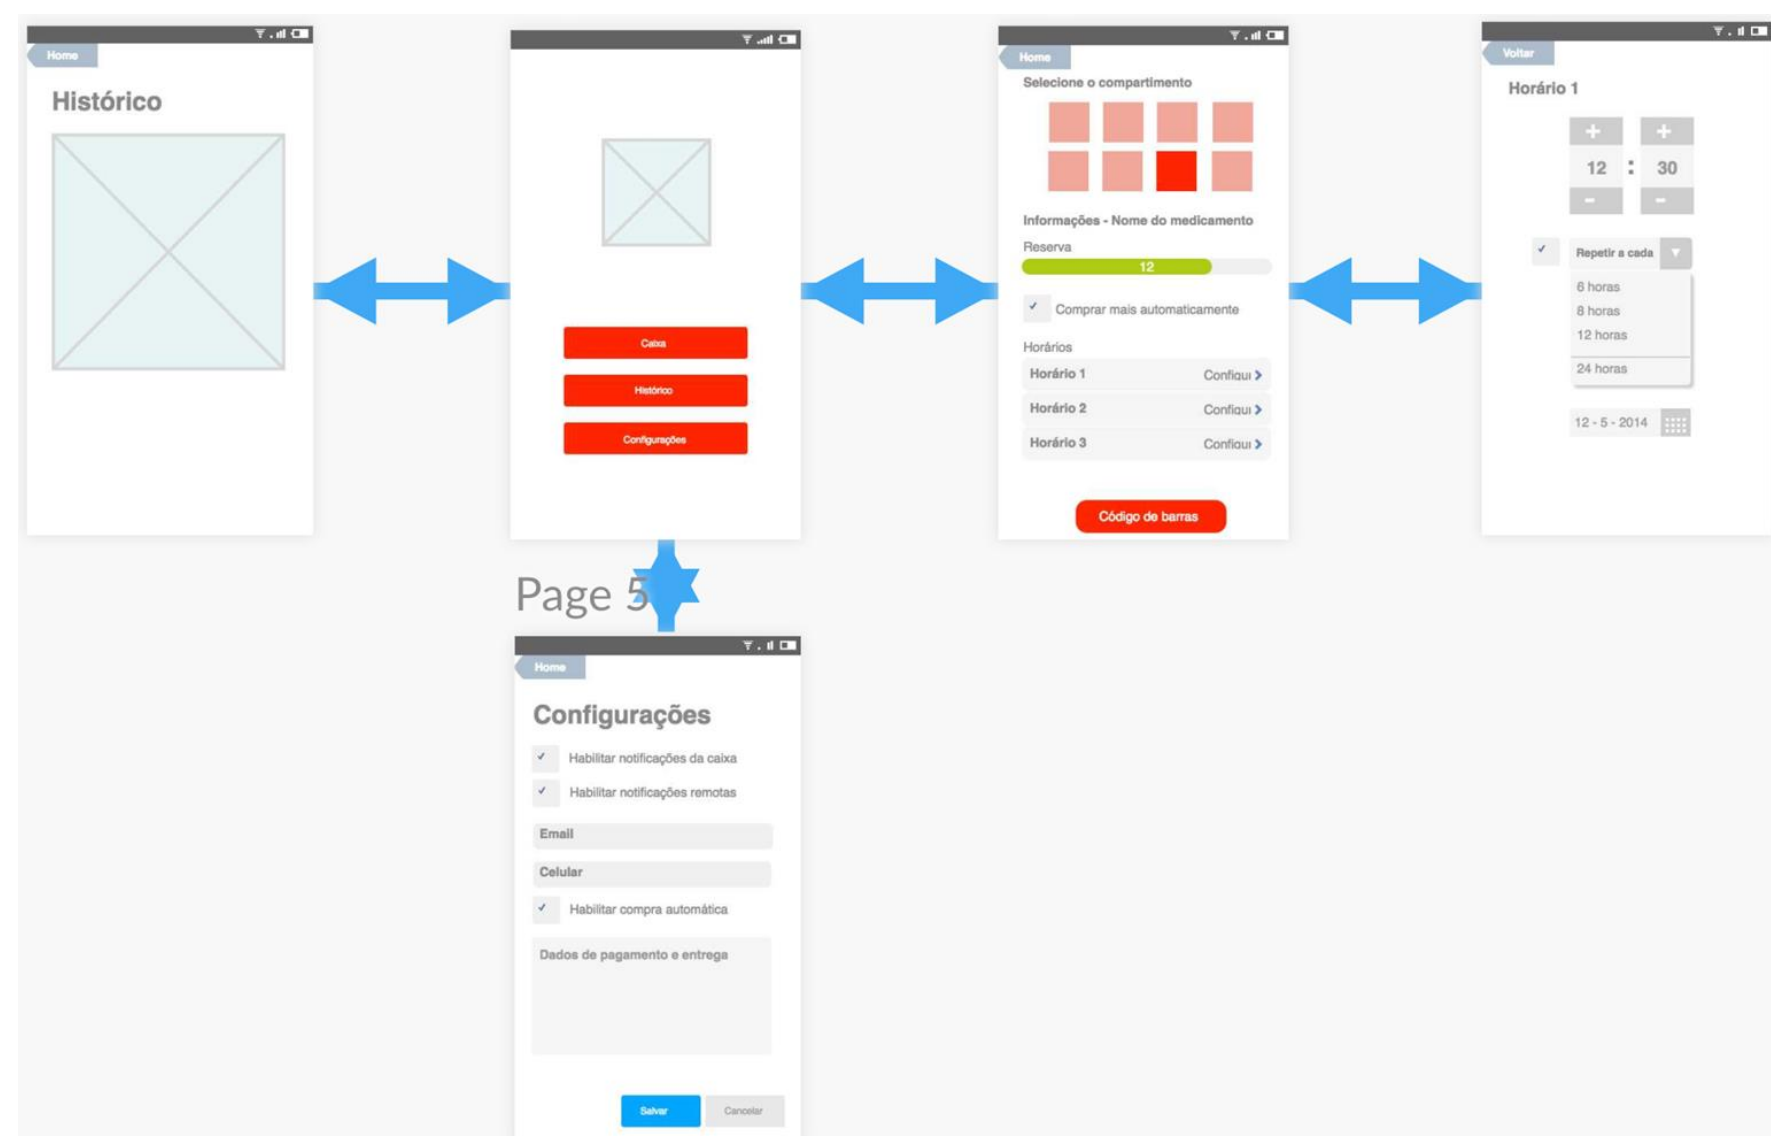 Home
Histórico
Caixa
Histórico
Configurações
Home
Selecione o compartimento
Informações - Nome do medicamento
Reserva
12
Comprar mais automaticamente
Horários
Horário 1 Configui
Horário 2 Configui
Horário 3 Configui
Código de barras
Voltar
Horário 1
+ +
12 : 30
- -
Repetir a cada
6 horas
8 horas
12 horas
24 horas
12 - 5 - 2014
Page 5
Home
Configurações
Habilitar notificações da caixa
Habilitar notificações remotas
Email
Celular
Habilitar compra automática
Dados de pagamento e entrega
Salvar Cancelar